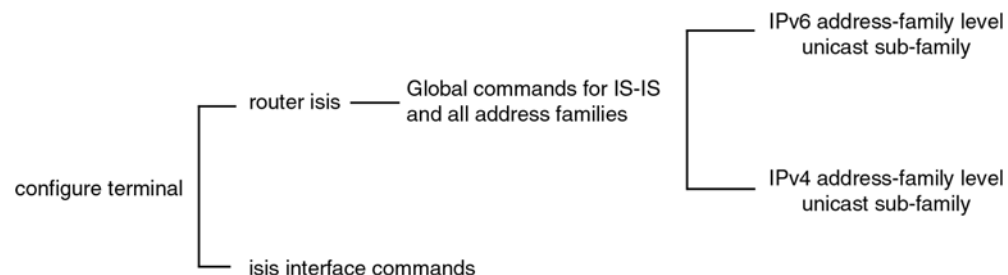 IPv6 address-family level
unicast sub-family
router isis
Global commands for IS-IS
and all address families
configure terminal
IPv4 address-family level
unicast sub-family
isis interface commands